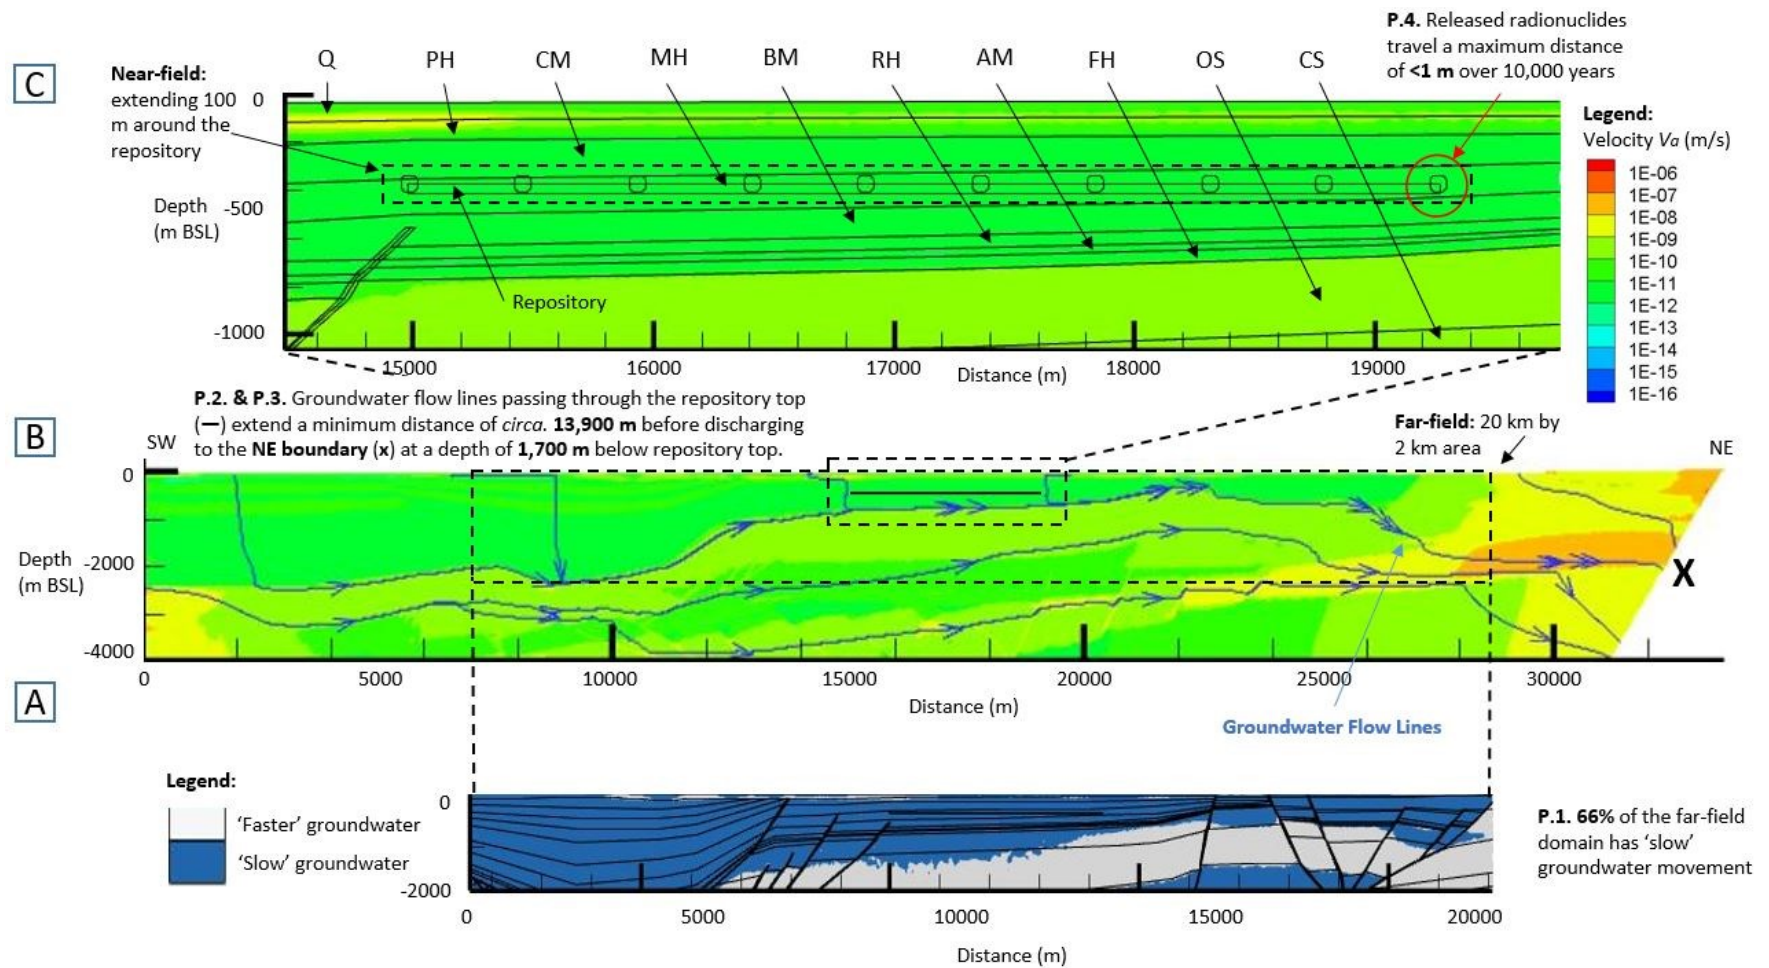 C
Near-field:
extending 100
m around the
repository
Q PH CM MH BM RH AM FH OS CS
P.4. Released radionuclides
travel a maximum distance
of <1 m over 10,000 years
0
Depth -500
(m BSL)
-1000
Repository
15000 16000 17000 18000 19000
Distance (m)
Legend:
Velocity Va (m/s)
1E-06
1E-07
1E-08
1E-09
1E-10
1E-11
1E-12
1E-13
1E-14
1E-15
1E-16
B
P.2. & P.3. Groundwater flow lines passing through the repository top
(—) extend a minimum distance of circa. 13,900 m before discharging
to the NE boundary (x) at a depth of 1,700 m below repository top.
Far-field: 20 km by
2 km area
SW
NE
0
Depth -2000
(m BSL)
-4000
X
0 5000 10000 15000 20000 25000 30000
Distance (m)
Groundwater Flow Lines
A
Legend:
'Faster' groundwater
'Slow' groundwater
0
-2000
0 5000 10000 15000 20000
Distance (m)
P.1. 66% of the far-field
domain has 'slow'
groundwater movement